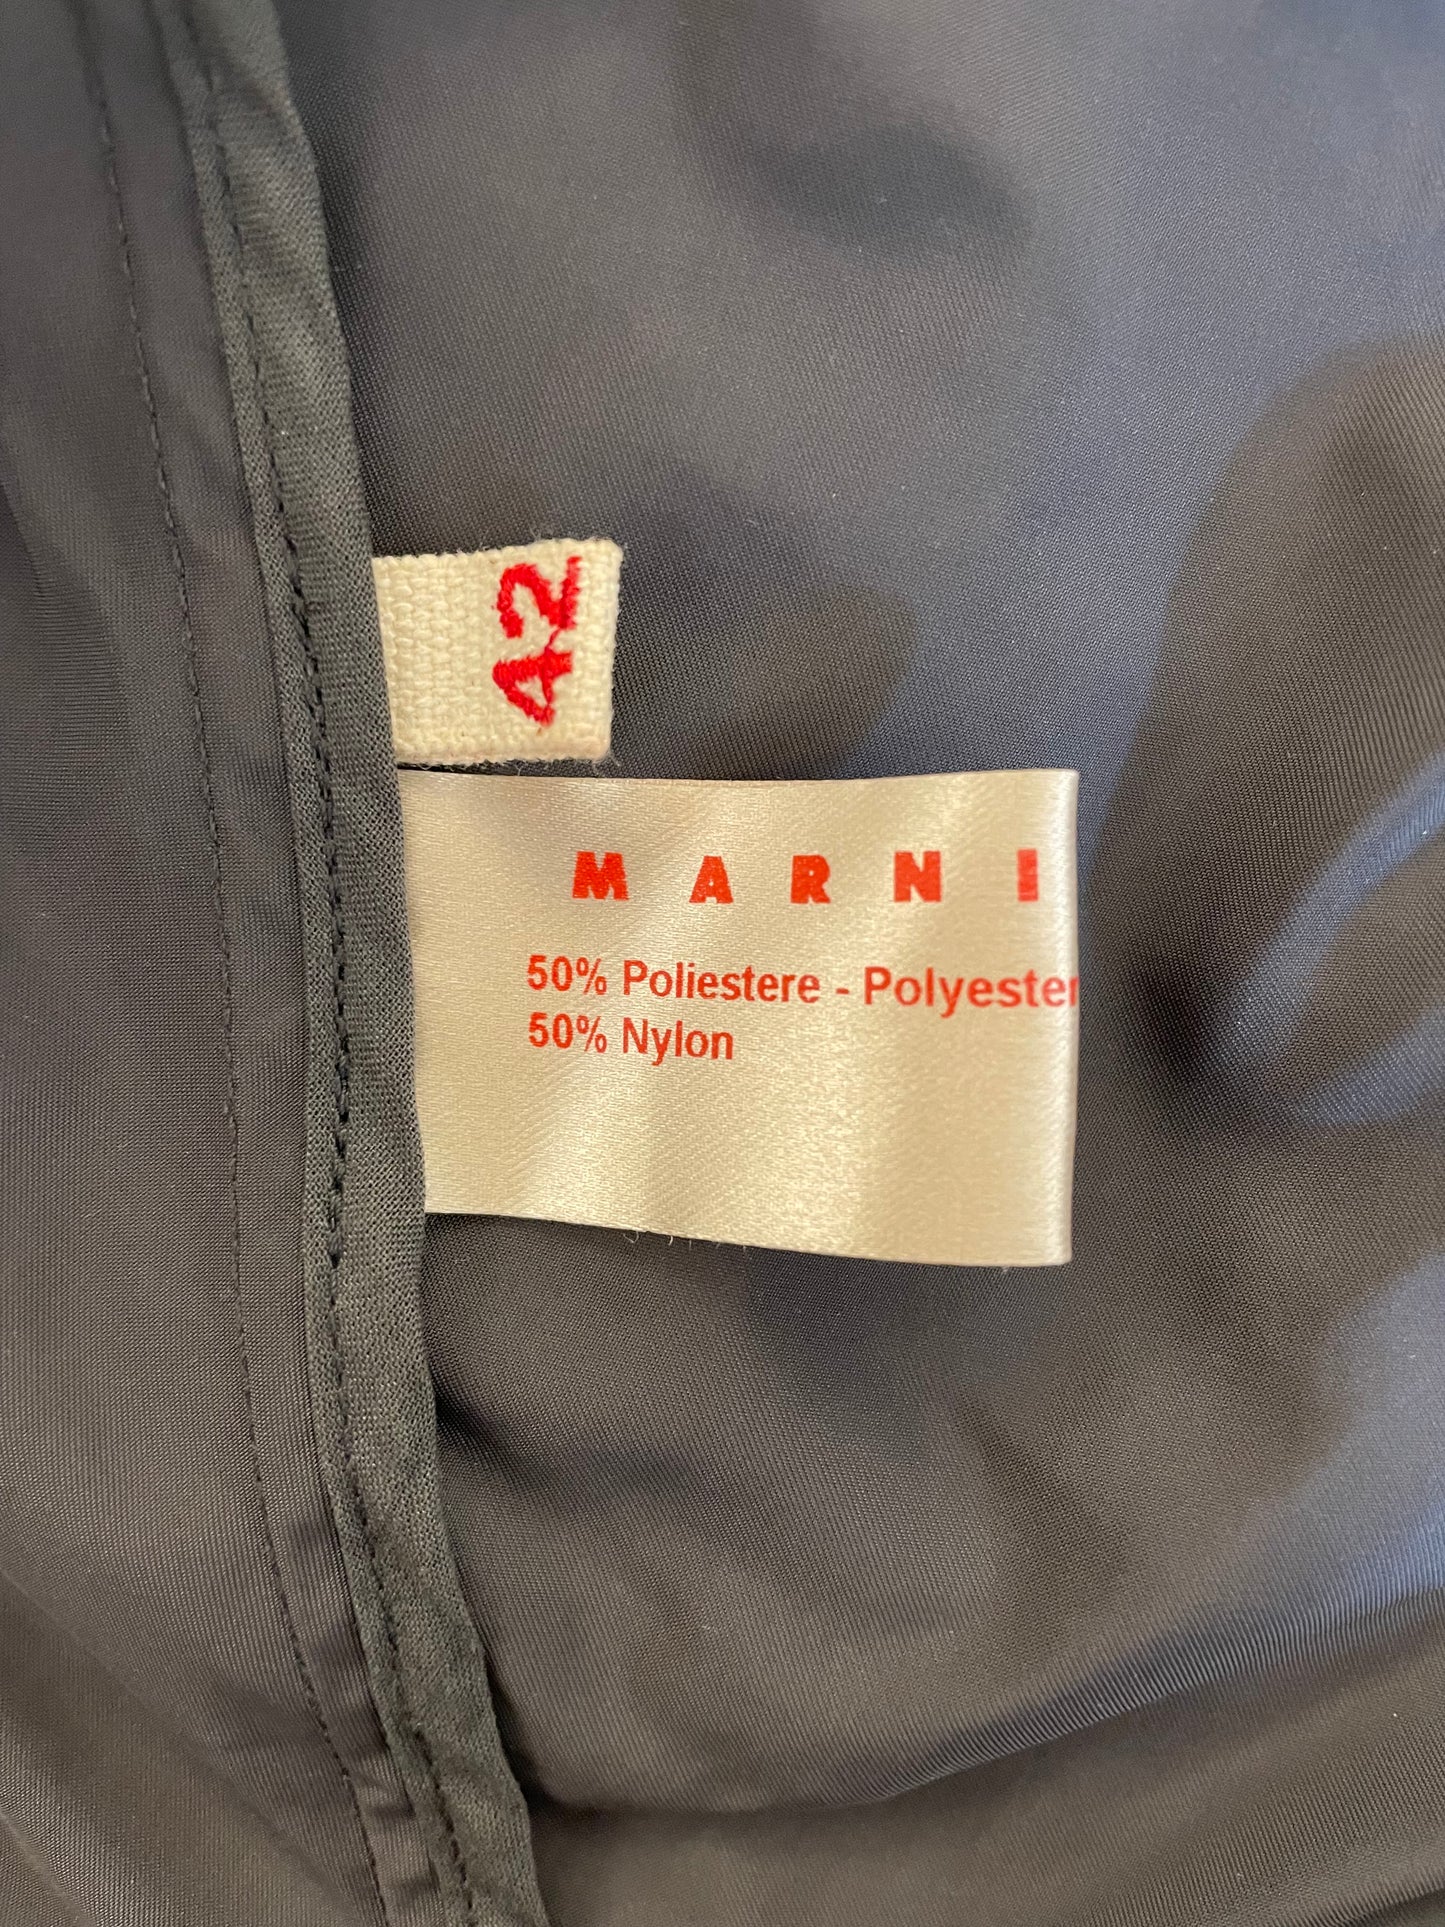 42
MARNI
50% Poliestere - Polyester
50% Nylon